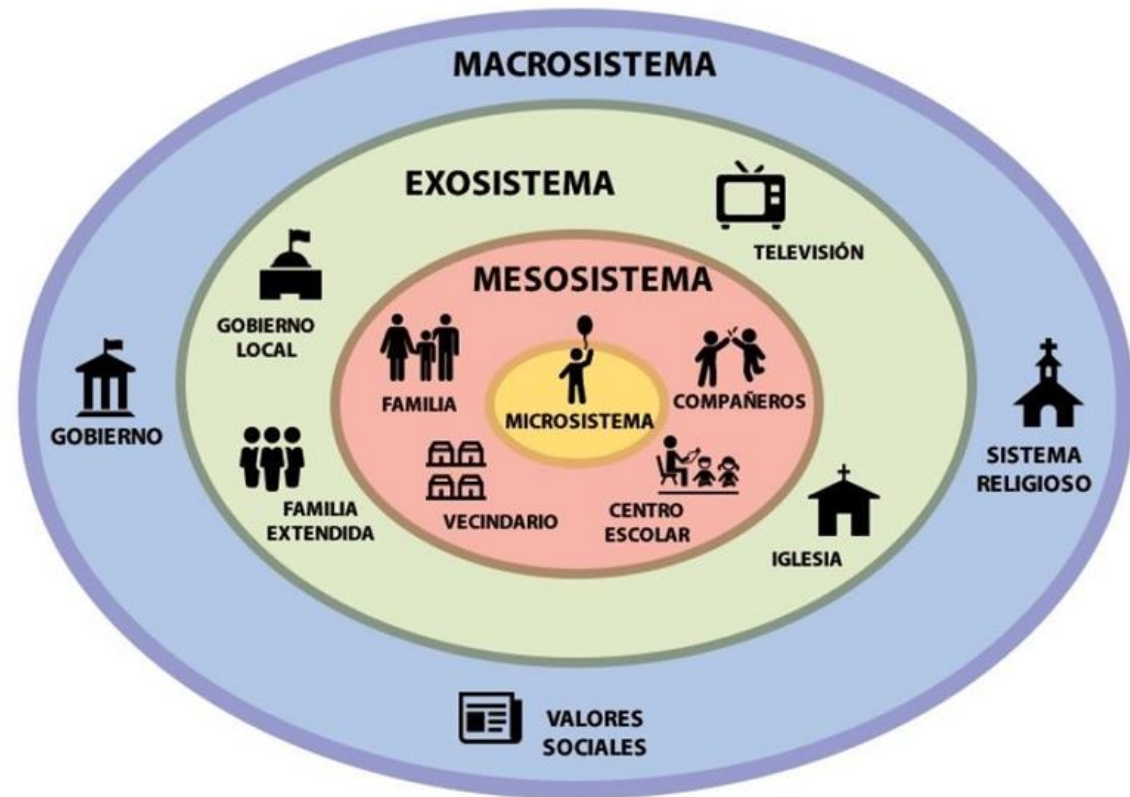 MACROSISTEMA
EXOSISTEMA
TELEVISIÓN
MESOSISTEMA
GOBIERNO
LOCAL
FAMILIA
MICROSISTEMA
COMPAÑEROS
GOBIERNO
SISTEMA
RELIGIOSO
FAMILIA
EXTENDIDA
VECINDARIO
CENTRO
ESCOLAR
IGLESIA
VALORES
SOCIALES